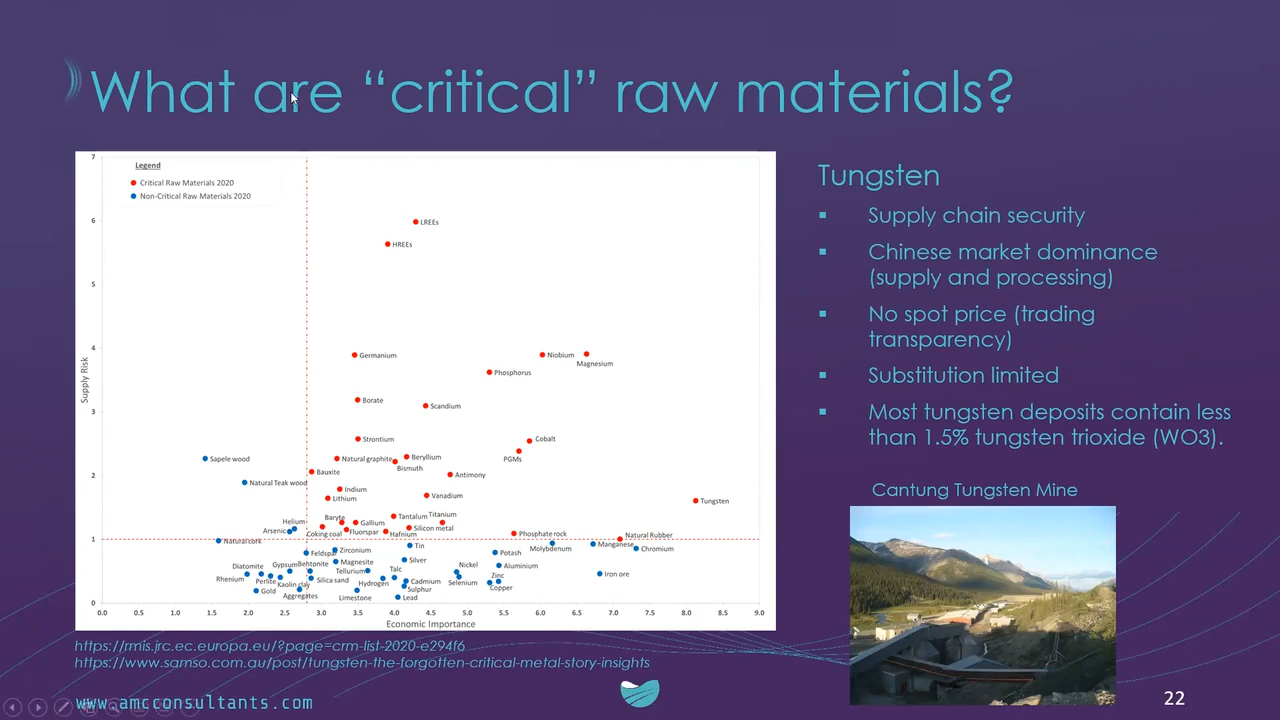 What are “critical” raw materials?
7
Legend
Critical Raw Materials 2020
Non-Critical Raw Materials 2020
6
LREEs
HREEs
5
4
Germanium
Niobium
Magnesium
Phosphorus
Supply Risk
Borate
Scandium
3
Strontium
Cobalt
Sapele wood
Natural graphite
Beryllium
PGMs
Bismuth
2
Bauxite
Antimony
Natural Teak wood
Indium
Lithium
Vanadium
Tungsten
Helium
Baryte
Tantalum
Titanium
Gallium
Arsenic
Coking coal
Fluorspar
Silicon metal
Hafnium
Phosphate rock
Natural Rubber
1
Natural cork
Feldspar
Zirconium
Tin
Molybdenum
Manganese
Chromium
Potash
Diatomite
Gypsum
Bentonite
Magnesite
Silver
Aluminium
Tellurium
Talc
Nickel
Rhenium
Perlite
Kaolin clay
Silica sand
Hydrogen
Cadmium
Selenium
Zinc
Iron ore
Gold
Aggregates
Limestone
Sulphur
Copper
Lead
0
0.0 0.5 1.0 1.5 2.0 2.5 3.0 3.5 4.0 4.5 5.0 5.5 6.0 6.5 7.0 7.5 8.0 8.5 9.0
Economic Importance
https://rmis.jrc.ec.europa.eu/?page=crm-list-2020-e294f6
https://www.samso.com.au/post/tungsten-the-forgotten-critical-metal-story-insights
Tungsten
▪ Supply chain security
▪ Chinese market dominance
(supply and processing)
▪ No spot price (trading
transparency)
▪ Substitution limited
▪ Most tungsten deposits contain less
than 1.5% tungsten trioxide (WO3).
Cantung Tungsten Mine
www.amcconsultants.com
22